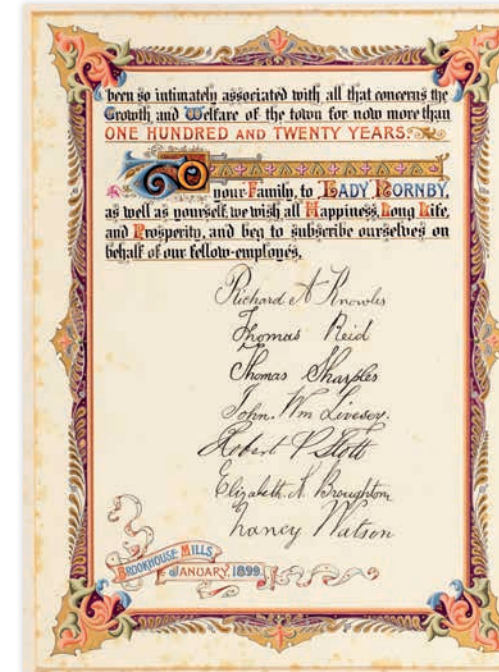 been so intimately associated with all that concerns the
Growth and Welfare of the town for now more than
ONE HUNDRED AND TWENTY YEARS.
TO
your Family, to LADY HORNBY,
as well as yourself, we wish all Happiness, Long Life,
and Prosperity, and beg to subscribe ourselves on
behalf of our fellow-employés,
Richard A Knowles
Thomas Reid
Thomas Sharples
John. Wm Livesey.
Robert P Stott
Elizabeth. A. Broughton
Nancy Watson
BROOKHOUSE MILLS,
JANUARY, 1899.